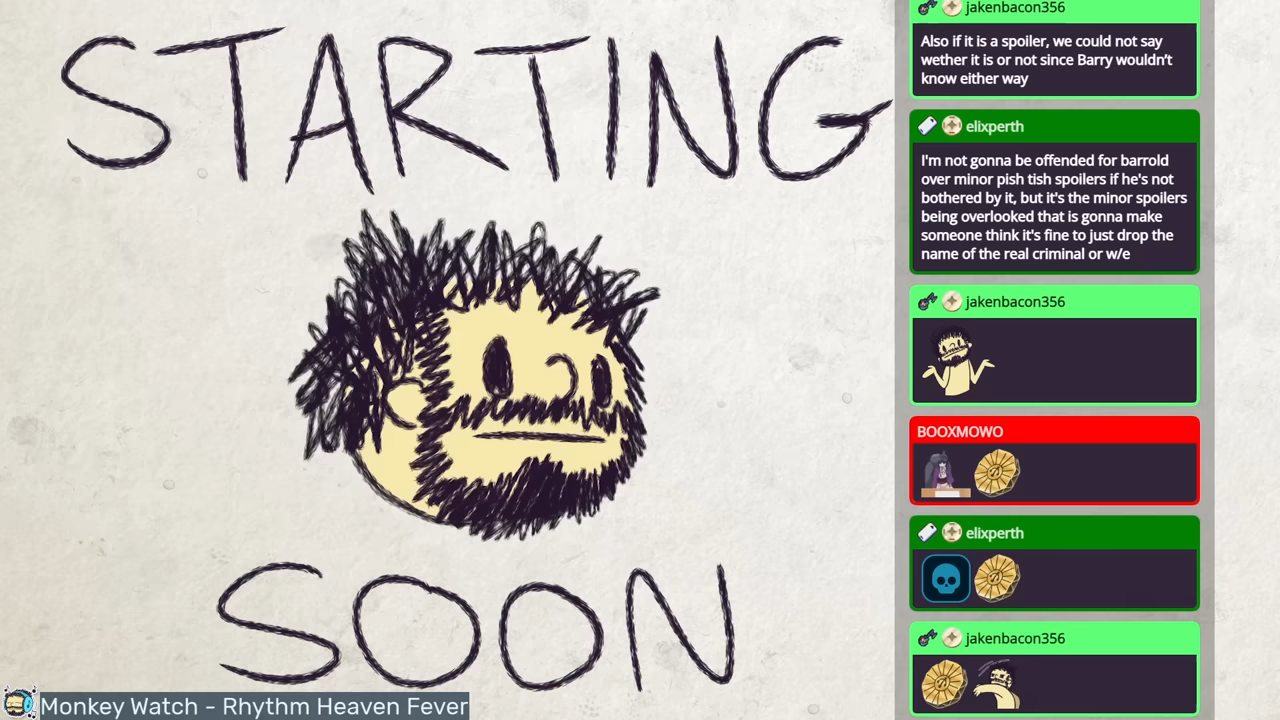 STARTING
SOON
Monkey Watch - Rhythm Heaven Fever
jakenbacon356
Also if it is a spoiler, we could not say
wether it is or not since Barry wouldn't
know either way
elixperth
I'm not gonna be offended for barrold
over minor pish tish spoilers if he's not
bothered by it, but it's the minor spoilers
being overlooked that is gonna make
someone think it's fine to just drop the
name of the real criminal or w/e
jakenbacon356
BOOXMOWO
elixperth
jakenbacon356